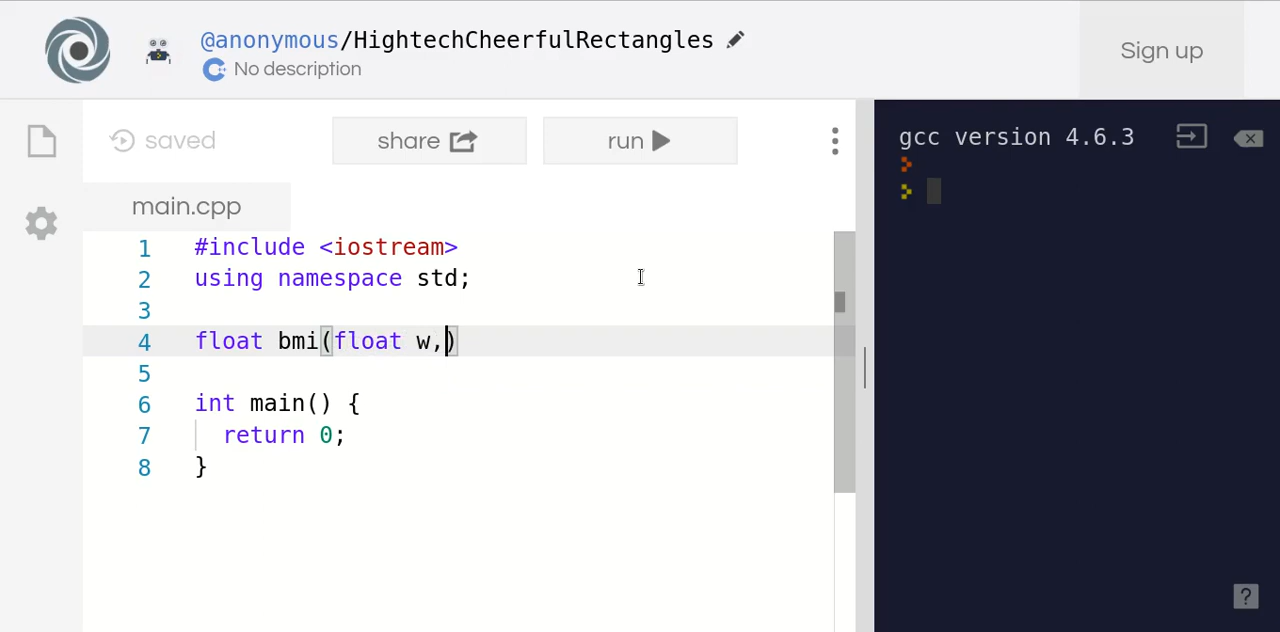 @anonymous/HightechCheerfulRectangles
No description
Sign up
saved
share
run
main.cpp
1 #include <iostream>
2 using namespace std;
3
4 float bmi(float w,)
5
6 int main() {
7 return 0;
8 }
gcc version 4.6.3
?